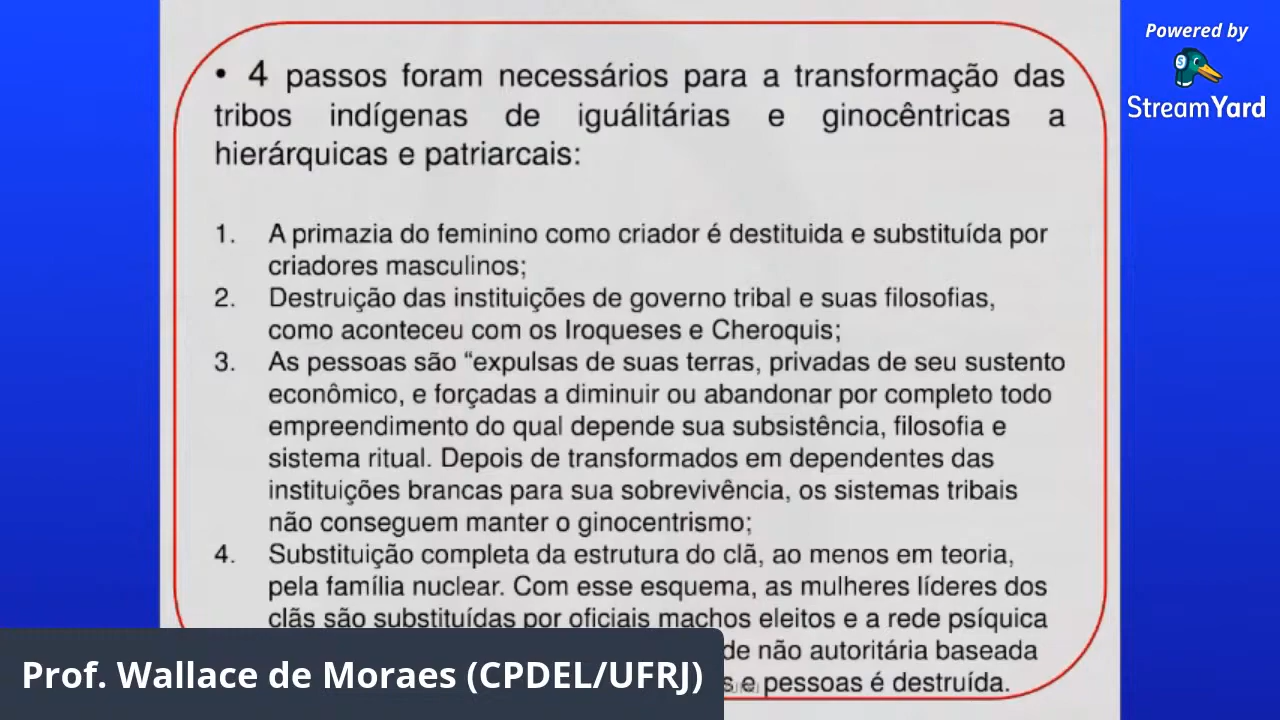 Powered by
StreamYard
• 4 passos foram necessários para a transformação das
tribos indígenas de iguálitárias e ginocêntricas a
hierárquicas e patriarcais:
1. A primazia do feminino como criador é destituida e substituída por
criadores masculinos;
2. Destruição das instituições de governo tribal e suas filosofias,
como aconteceu com os Iroqueses e Cheroquis;
3. As pessoas são “expulsas de suas terras, privadas de seu sustento
econômico, e forçadas a diminuir ou abandonar por completo todo
empreendimento do qual depende sua subsistência, filosofia e
sistema ritual. Depois de transformados em dependentes das
instituições brancas para sua sobrevivência, os sistemas tribais
não conseguem manter o ginocentrismo;
4. Substituição completa da estrutura do clã, ao menos em teoria,
pela família nuclear. Com esse esquema, as mulheres líderes dos
clãs são substituídas por oficiais machos eleitos e a rede psíquica
de não autoritária baseada
s e pessoas é destruída.
Prof. Wallace de Moraes (CPDEL/UFRJ)